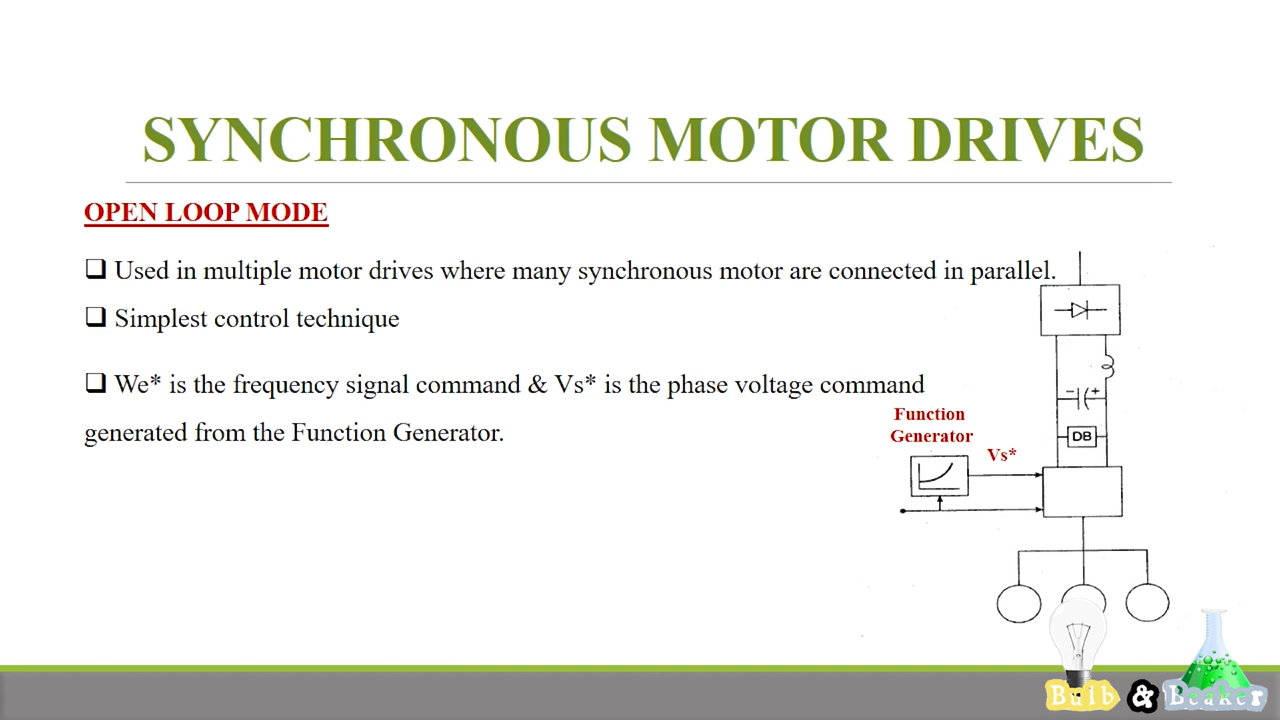 SYNCHRONOUS MOTOR DRIVES
OPEN LOOP MODE
Used in multiple motor drives where many synchronous motor are connected in parallel.
Simplest control technique
We* is the frequency signal command & Vs* is the phase voltage command
generated from the Function Generator.
Function
Generator
Vs*
DB
Bulb & Beaker